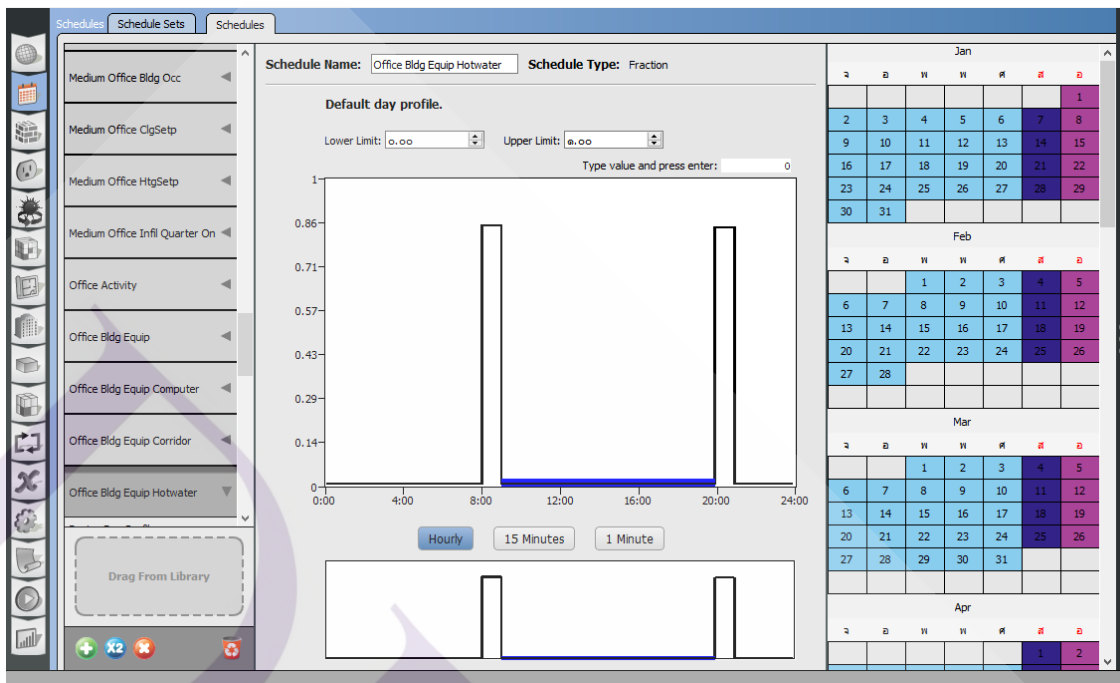 Schedules Schedule Sets Schedules
Medium Office Bldg Occ
Medium Office ClgSetp
Medium Office HtgSetp
Medium Office Infil Quarter On
Office Activity
Office Bldg Equip
Office Bldg Equip Computer
Office Bldg Equip Corridor
Office Bldg Equip Hotwater
Drag From Library
X2
Schedule Name: Office Bldg Equip Hotwater Schedule Type: Fraction
Default day profile.
Lower Limit: ๐.๐๐ Upper Limit: ๑.๐๐
Type value and press enter: 0
1
0.86
0.71
0.57
0.43
0.29
0.14
0
0:00 4:00 8:00 12:00 16:00 20:00 24:00
Hourly 15 Minutes 1 Minute
Jan
จ อ พ พ ศ ส อ
1
2 3 4 5 6 7 8
9 10 11 12 13 14 15
16 17 18 19 20 21 22
23 24 25 26 27 28 29
30 31
Feb
จ อ พ พ ศ ส อ
1 2 3 4 5
6 7 8 9 10 11 12
13 14 15 16 17 18 19
20 21 22 23 24 25 26
27 28
Mar
จ อ พ พ ศ ส อ
1 2 3 4 5
6 7 8 9 10 11 12
13 14 15 16 17 18 19
20 21 22 23 24 25 26
27 28 29 30 31
Apr
จ อ พ พ ศ ส อ
1 2